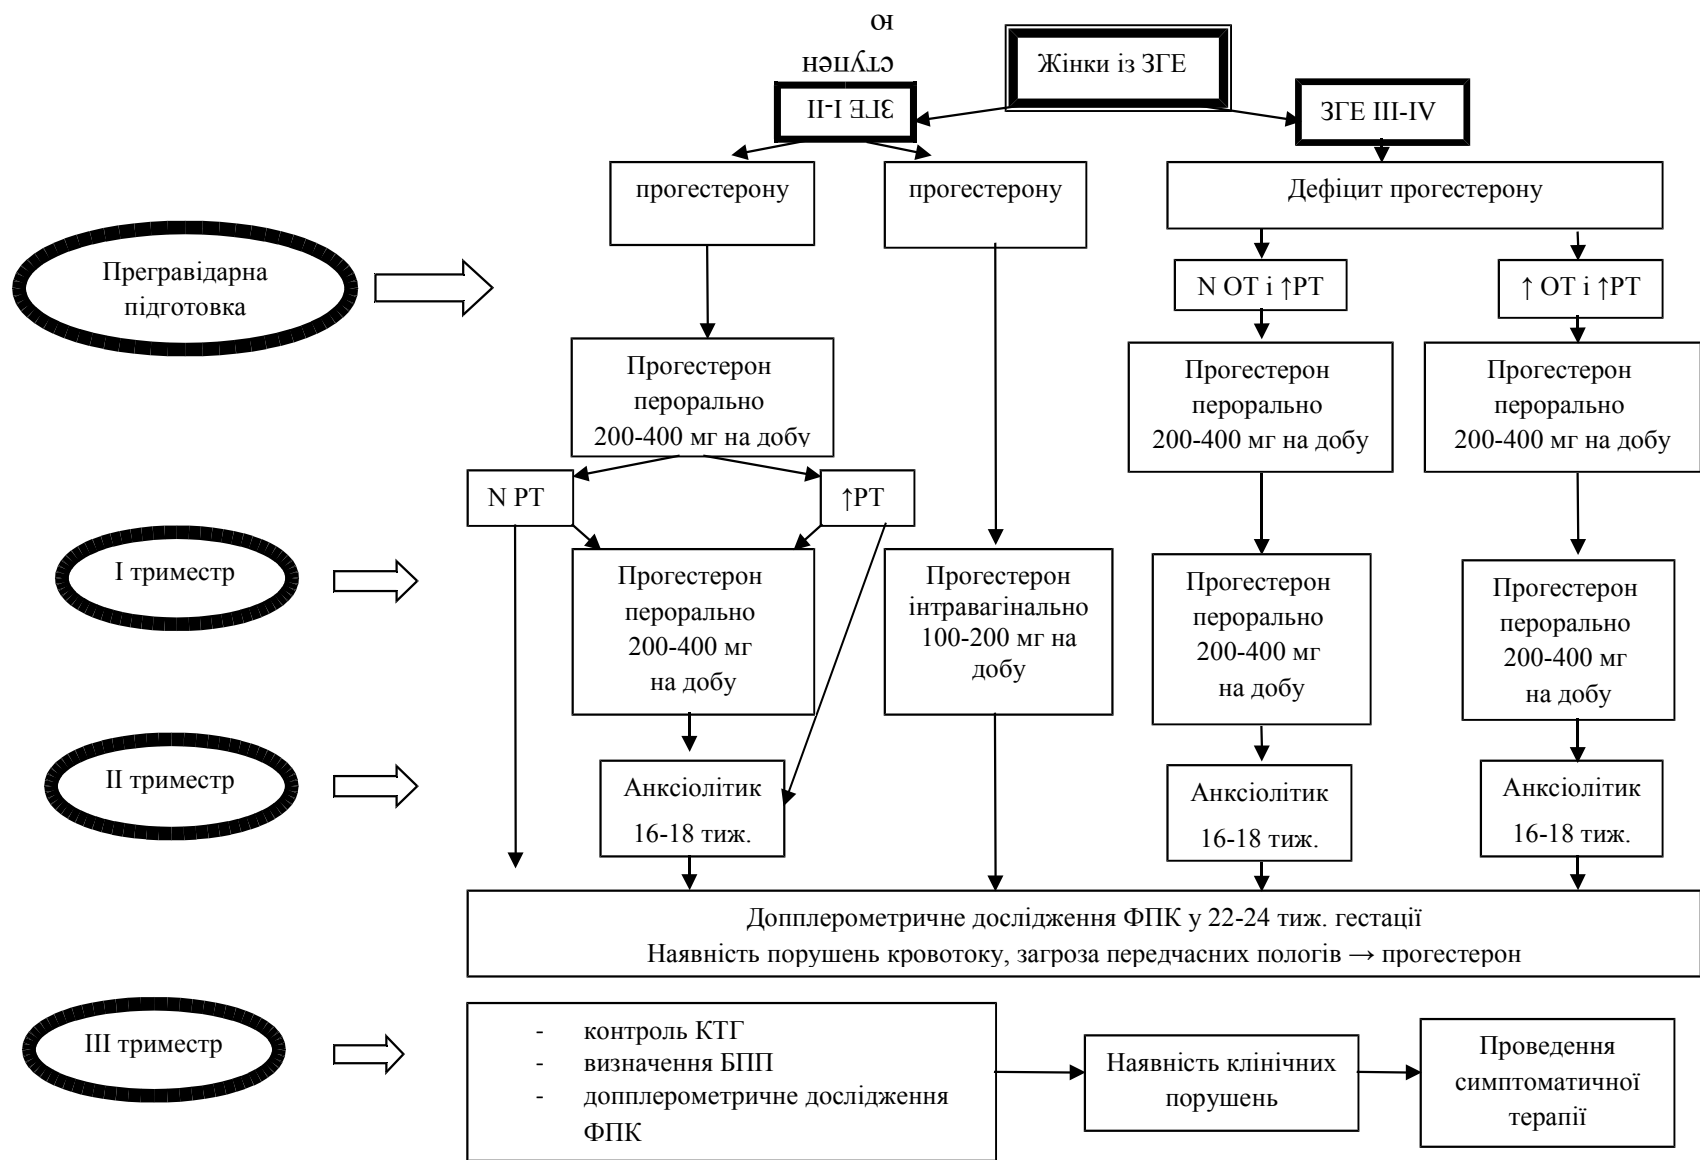 ю
ступен
ЗГЕ I-II
Жінки із ЗГЕ
ЗГЕ III-IV
прогестерону
прогестерону
Дефіцит прогестерону
Прегравідарна
підготовка
N ОТ і ↑РТ
↑ ОТ і ↑РТ
Прогестерон
перорально
200-400 мг на добу
Прогестерон
перорально
200-400 мг на добу
Прогестерон
перорально
200-400 мг на добу
N РТ
↑РТ
І триместр
Прогестерон
перорально
200-400 мг
на добу
Прогестерон
інтравагінально
100-200 мг на
добу
Прогестерон
перорально
200-400 мг
на добу
Прогестерон
перорально
200-400 мг
на добу
ІІ триместр
Анксіолітик
16-18 тиж.
Анксіолітик
16-18 тиж.
Анксіолітик
16-18 тиж.
Допплерометричне дослідження ФПК у 22-24 тиж. гестації
Наявність порушень кровотоку, загроза передчасних пологів → прогестерон
ІІІ триместр
- контроль КТГ
- визначення БПП
- допплерометричне дослідження
ФПК
Наявність клінічних
порушень
Проведення
симптоматичної
терапії